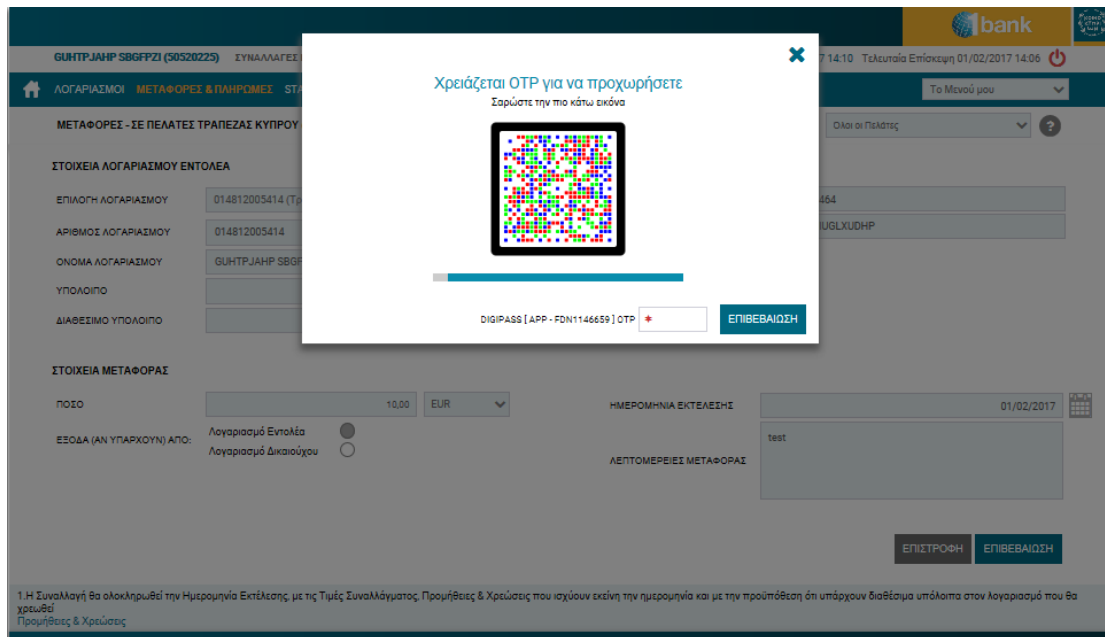 1bank
GUHTPJAHP SBGFPZI (50520225) ΣΥΝΑΛΛΑΓΕΣ
7 14:10 Τελευταία Επίσκεψη 01/02/2017 14:06
ΛΟΓΑΡΙΑΣΜΟΙ ΜΕΤΑΦΟΡΕΣ & ΠΛΗΡΩΜΕΣ STA
Το Μενού μου
ΜΕΤΑΦΟΡΕΣ - ΣΕ ΠΕΛΑΤΕΣ ΤΡΑΠΕΖΑΣ ΚΥΠΡΟΥ
Όλοι οι Πελάτες
?
Χρειάζεται OTP για να προχωρήσετε
Σαρώστε την πιο κάτω εικόνα
DIGIPASS [ APP - FDN1146659 ] OTP *
ΕΠΙΒΕΒΑΙΩΣΗ
ΣΤΟΙΧΕΙΑ ΛΟΓΑΡΙΑΣΜΟΥ ΕΝΤΟΛΕΑ
ΕΠΙΛΟΓΗ ΛΟΓΑΡΙΑΣΜΟΥ 014812005414 (Τρ
464
ΑΡΙΘΜΟΣ ΛΟΓΑΡΙΑΣΜΟΥ 014812005414
UGLXUDHP
ΟΝΟΜΑ ΛΟΓΑΡΙΑΣΜΟΥ GUHTPJAHP SBGF
ΥΠΟΛΟΙΠΟ
ΔΙΑΘΕΣΙΜΟ ΥΠΟΛΟΙΠΟ
ΣΤΟΙΧΕΙΑ ΜΕΤΑΦΟΡΑΣ
ΠΟΣΟ 10,00 EUR
ΗΜΕΡΟΜΗΝΙΑ ΕΚΤΕΛΕΣΗΣ 01/02/2017
ΕΞΟΔΑ (ΑΝ ΥΠΑΡΧΟΥΝ) ΑΠΟ: Λογαριασμό Εντολέα
Λογαριασμό Δικαιούχου
ΛΕΠΤΟΜΕΡΕΙΕΣ ΜΕΤΑΦΟΡΑΣ test
ΕΠΙΣΤΡΟΦΗ ΕΠΙΒΕΒΑΙΩΣΗ
1.Η Συναλλαγή θα ολοκληρωθεί την Ημερομηνία Εκτέλεσης, με τις Τιμές Συναλλάγματος, Προμήθειες & Χρεώσεις που ισχύουν εκείνη την ημερομηνία και με την προϋπόθεση ότι υπάρχουν διαθέσιμα υπόλοιπα στον λογαριασμό που θα
χρεωθεί
Προμήθειες & Χρεώσεις